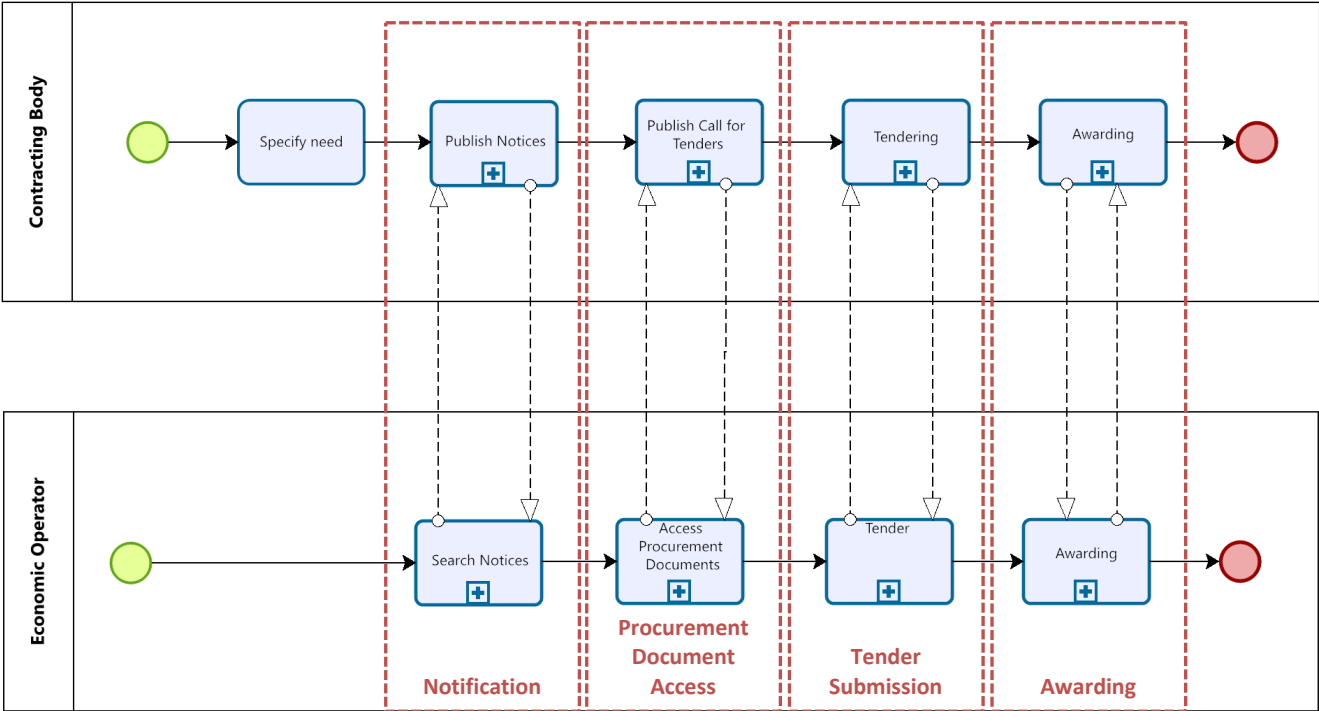 Contracting Body
Specify need
Publish Notices
Publish Call for
Tenders
Tendering
Awarding
Economic Operator
Search Notices
Access
Procurement
Documents
Tender
Awarding
Notification
Procurement
Document
Access
Tender
Submission
Awarding